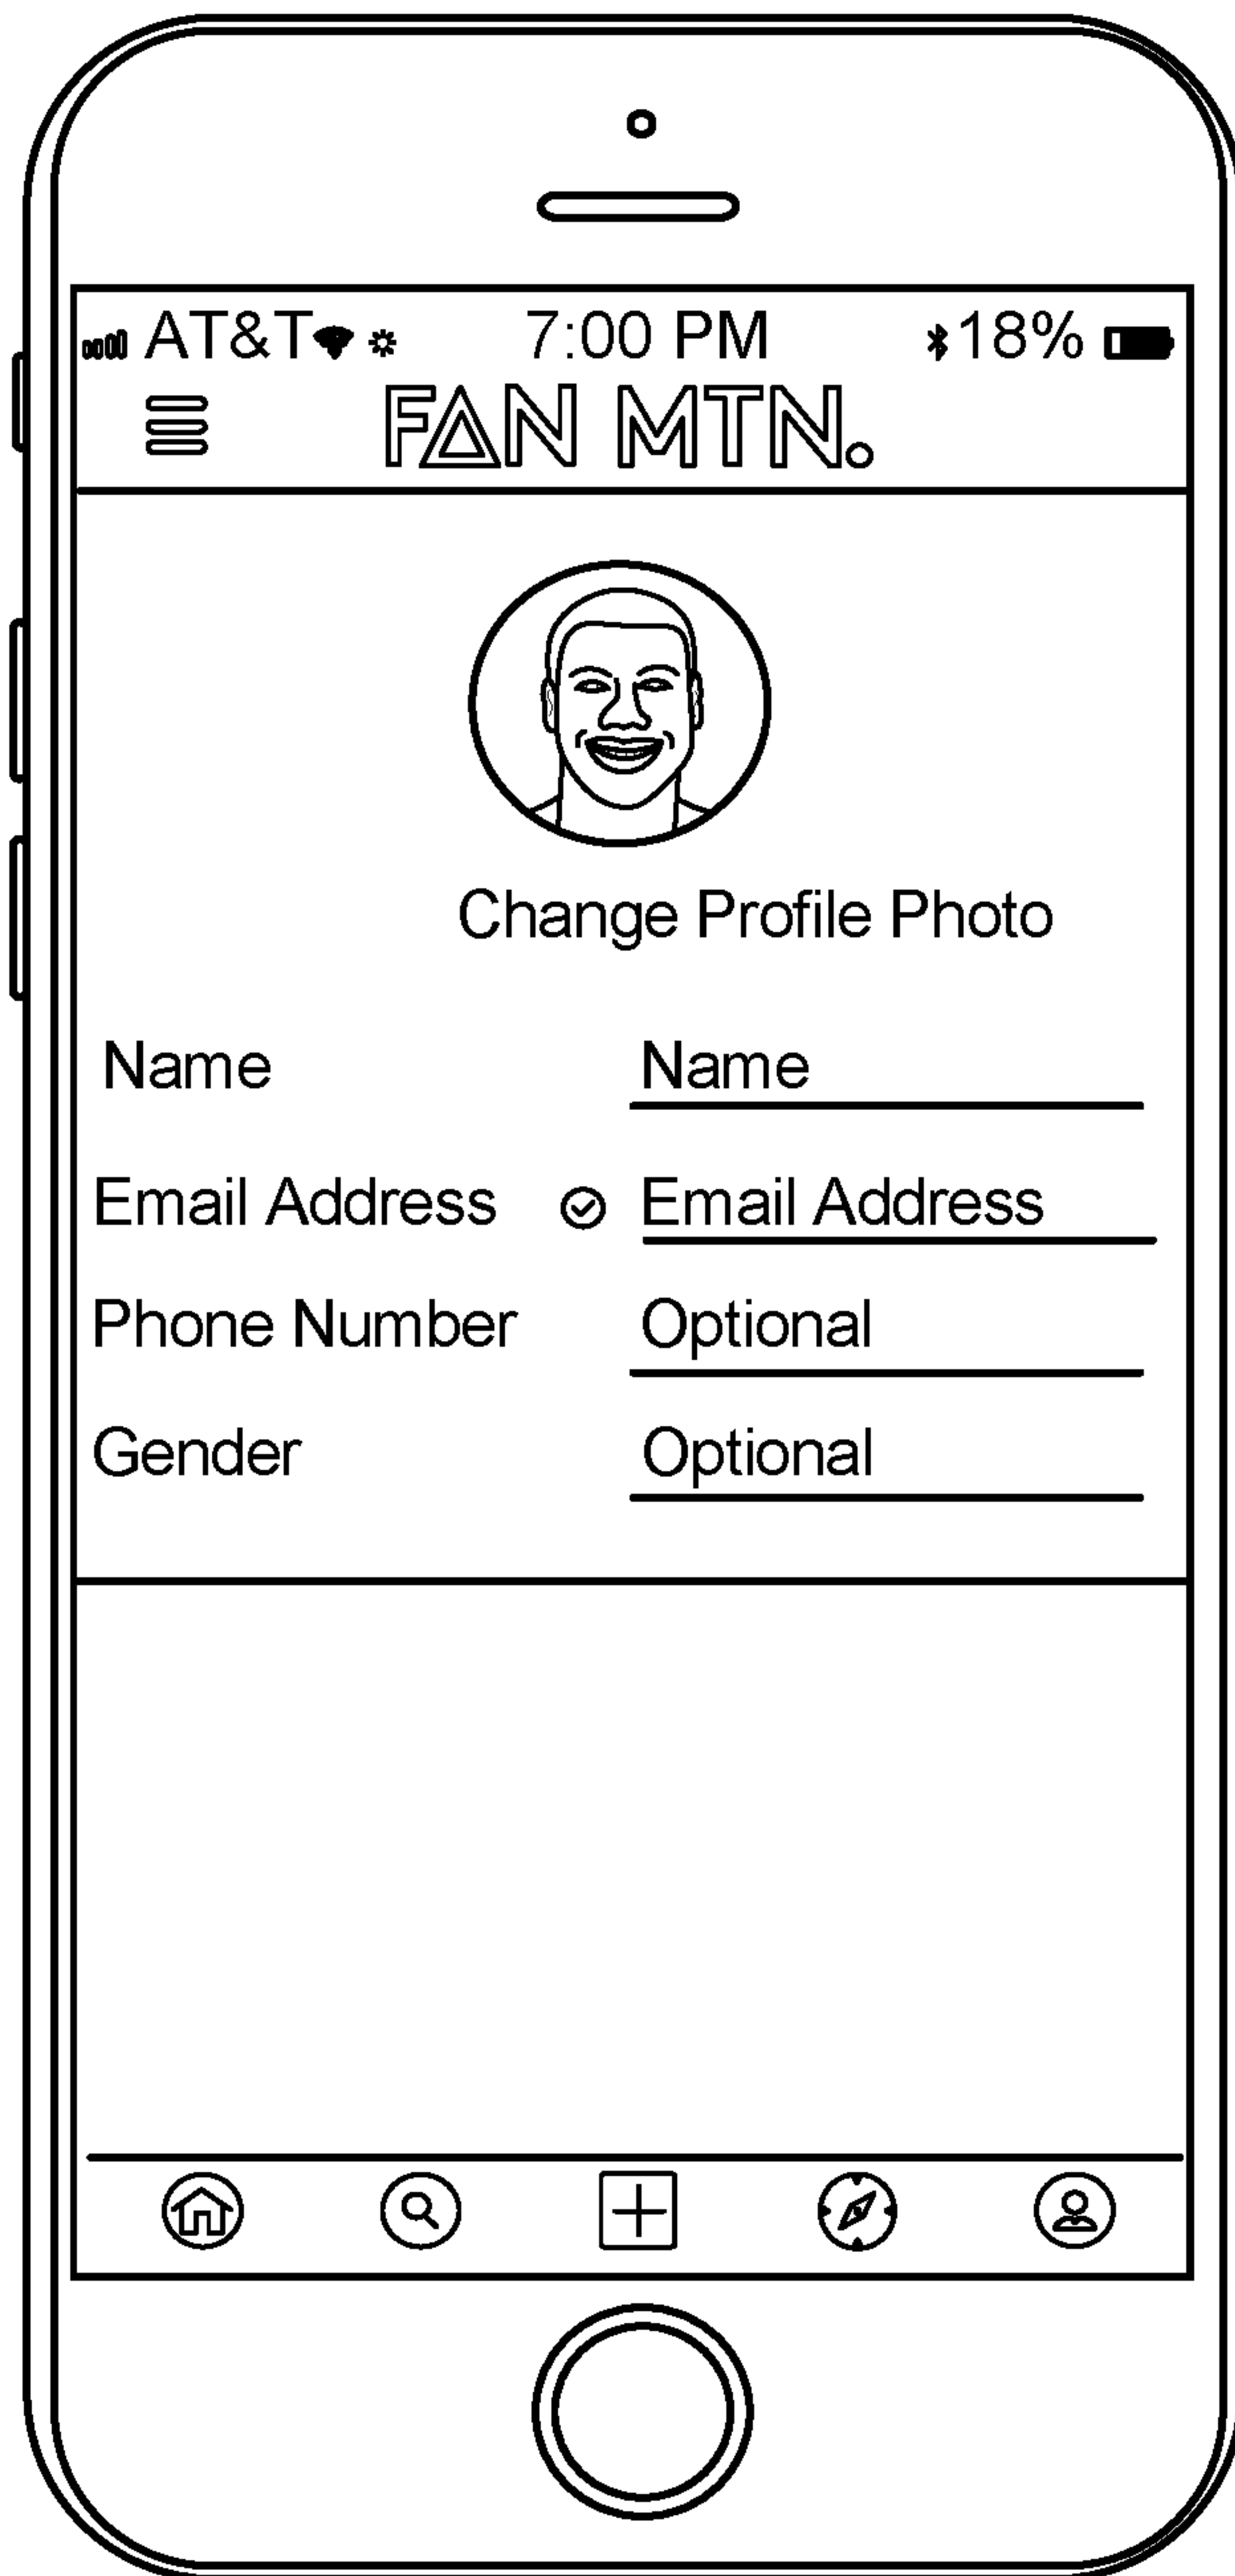 AT&T 7:00 PM 18%
FAN MTN.
Change Profile Photo
Name Name
Email Address Email Address
Phone Number Optional
Gender Optional